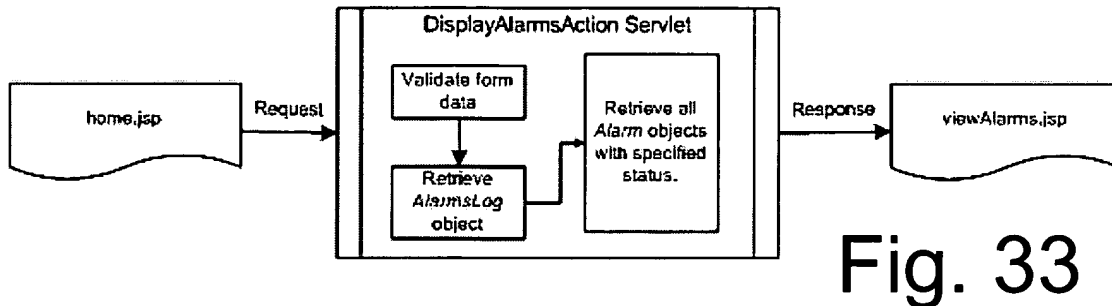 DisplayAlarmsAction Servlet
home.jsp
Request
Validate form
data
Retrieve
AlarmsLog
object
Retrieve all
Alarm objects
with specified
status.
Response
viewAlarms.jsp
Fig. 33